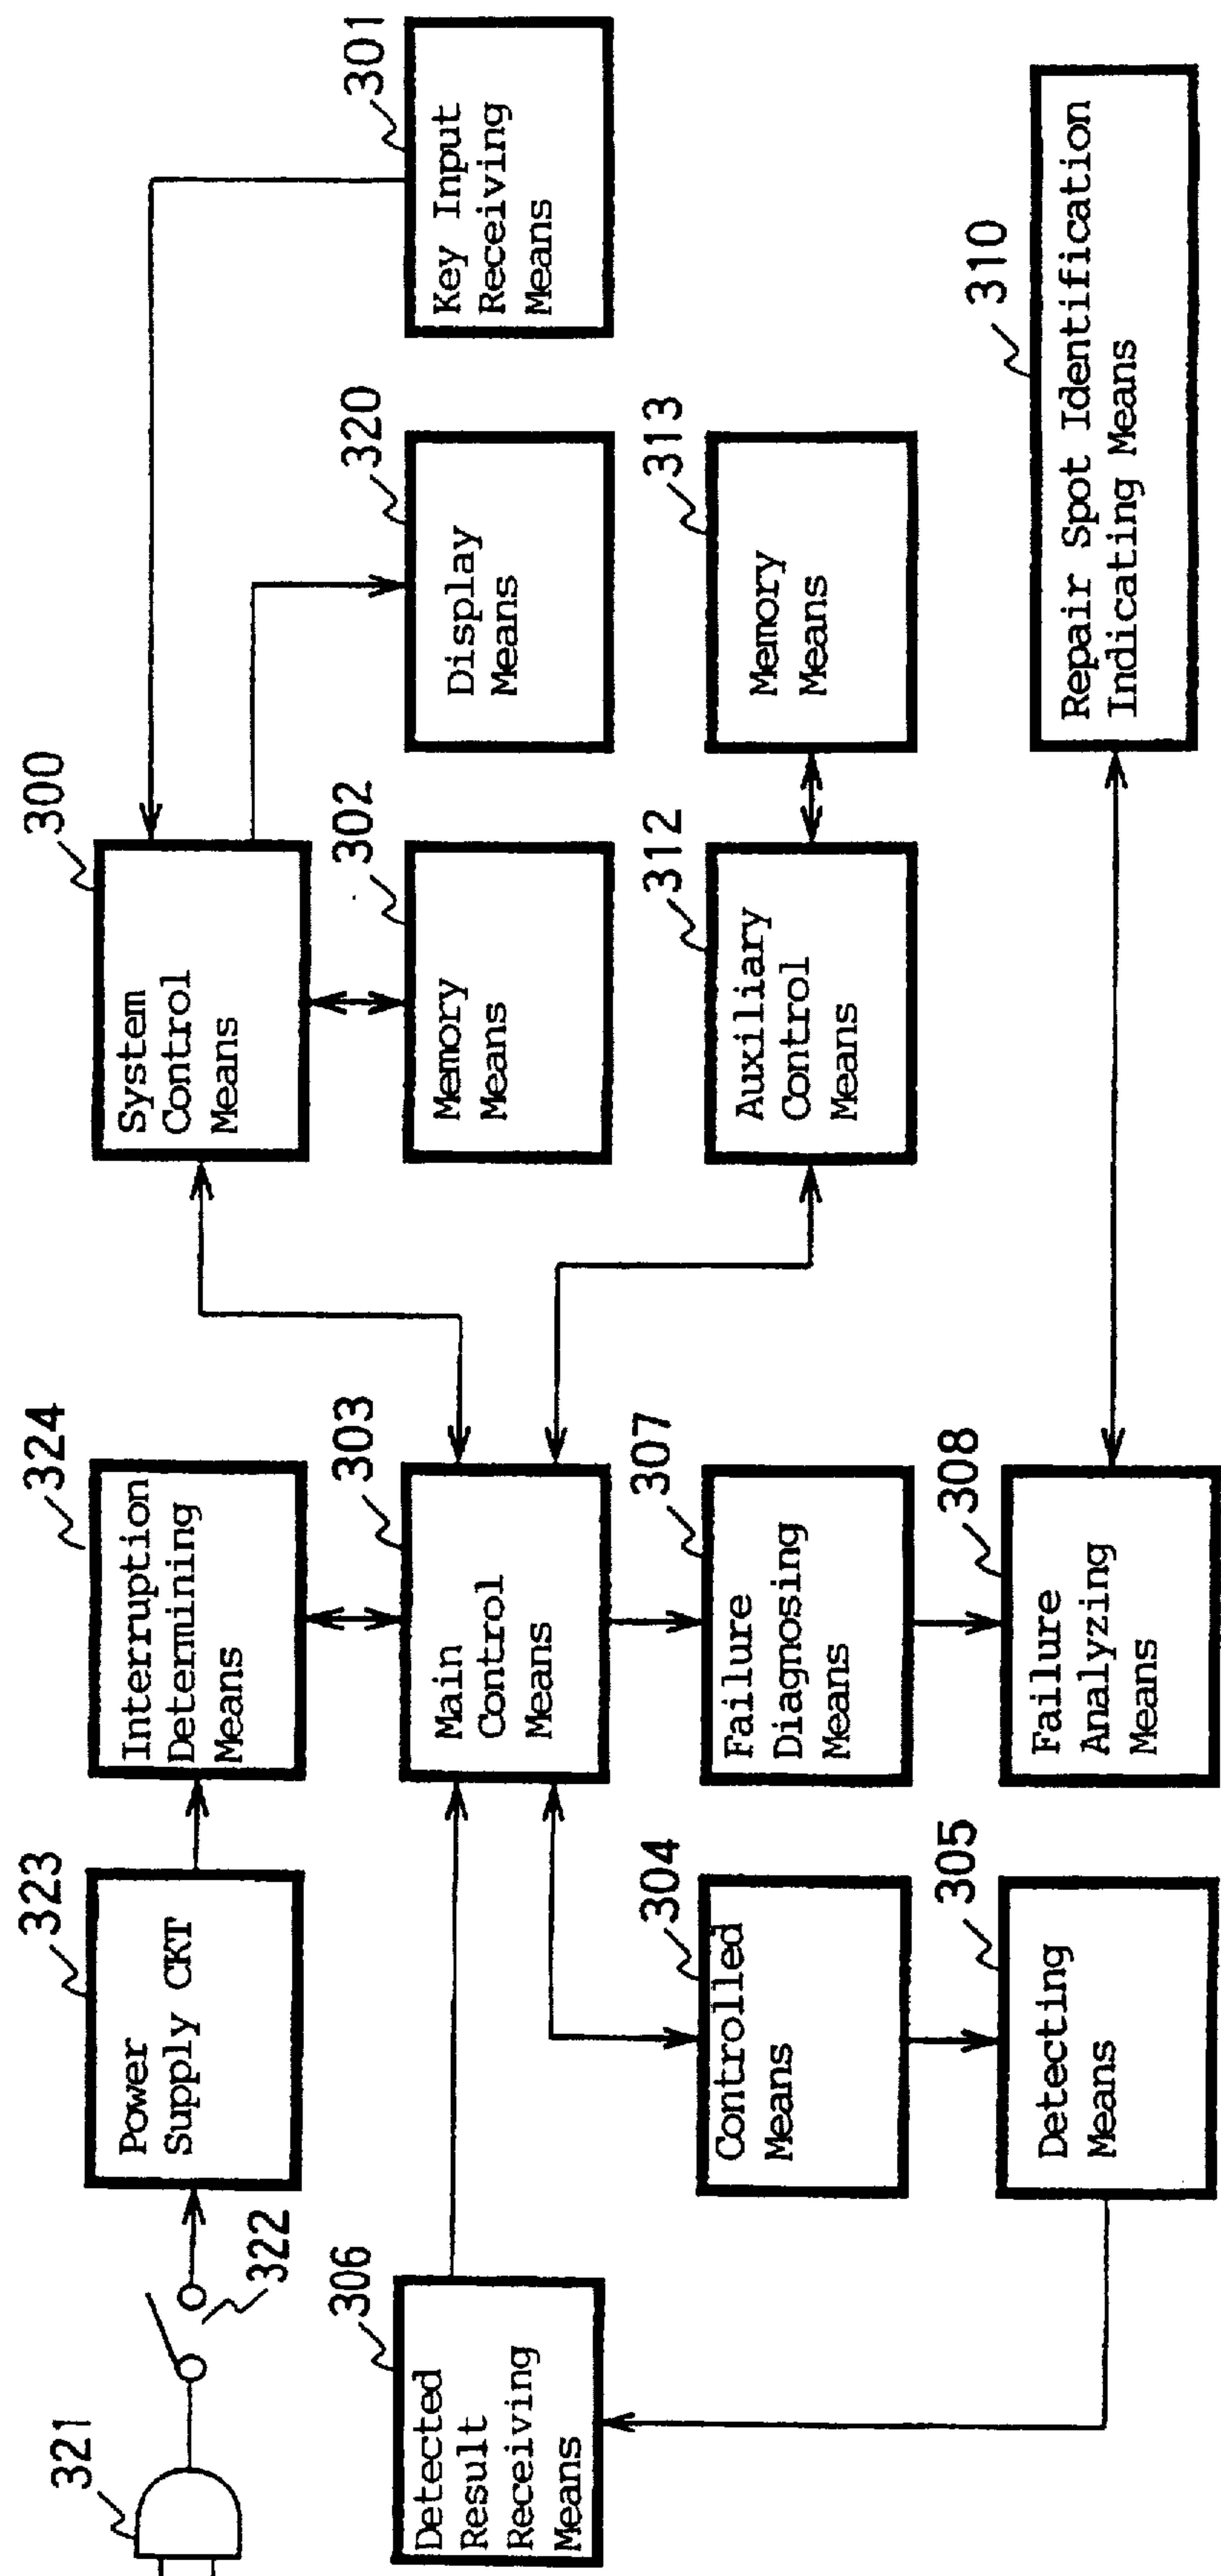 321
322
323
Power
Supply CKT
324
Interruption
Determining
Means
300
System
Control
Means
301
Key Input
Receiving
Means
306
Detected
Result
Receiving
Means
303
Main
Control
Means
302
Memory
Means
320
Display
Means
304
Controlled
Means
307
Failure
Diagnosing
Means
312
Auxiliary
Control
Means
313
Memory
Means
305
Detecting
Means
308
Failure
Analyzing
Means
310
Repair Spot Identification
Indicating Means